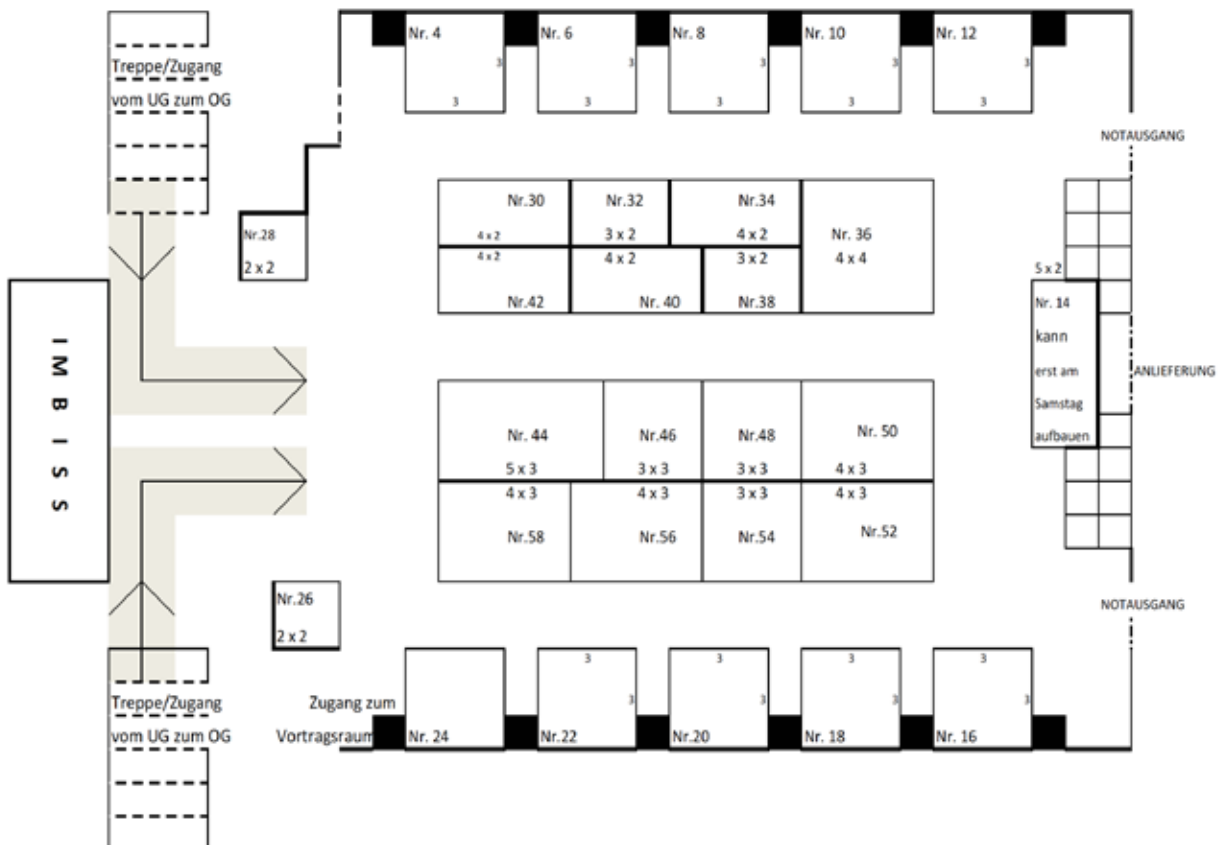 Nr. 4
3
3
Nr. 6
3
3
Nr. 8
3
3
Nr. 10
3
3
Nr. 12
3
3
Treppe/Zugang
vom UG zum OG
NOTAUSGANG
Nr.28
2 x 2
Nr.30
4 x 2
Nr.32
3 x 2
Nr.34
4 x 2
Nr. 36
4 x 4
4 x 2
Nr.42
4 x 2
Nr. 40
3 x 2
Nr.38
5 x 2
Nr. 14
kann
erst am
Samstag
aufbauen
ANLIEFERUNG
IMBISS
Nr. 44
5 x 3
Nr.46
3 x 3
Nr.48
3 x 3
Nr. 50
4 x 3
4 x 3
Nr.58
4 x 3
Nr.56
3 x 3
Nr.54
4 x 3
Nr.52
Nr.26
2 x 2
NOTAUSGANG
Treppe/Zugang
vom UG zum OG
Zugang zum
Vortragsraum
Nr. 24
3
3
Nr.22
3
3
Nr.20
3
3
Nr. 18
3
3
Nr. 16